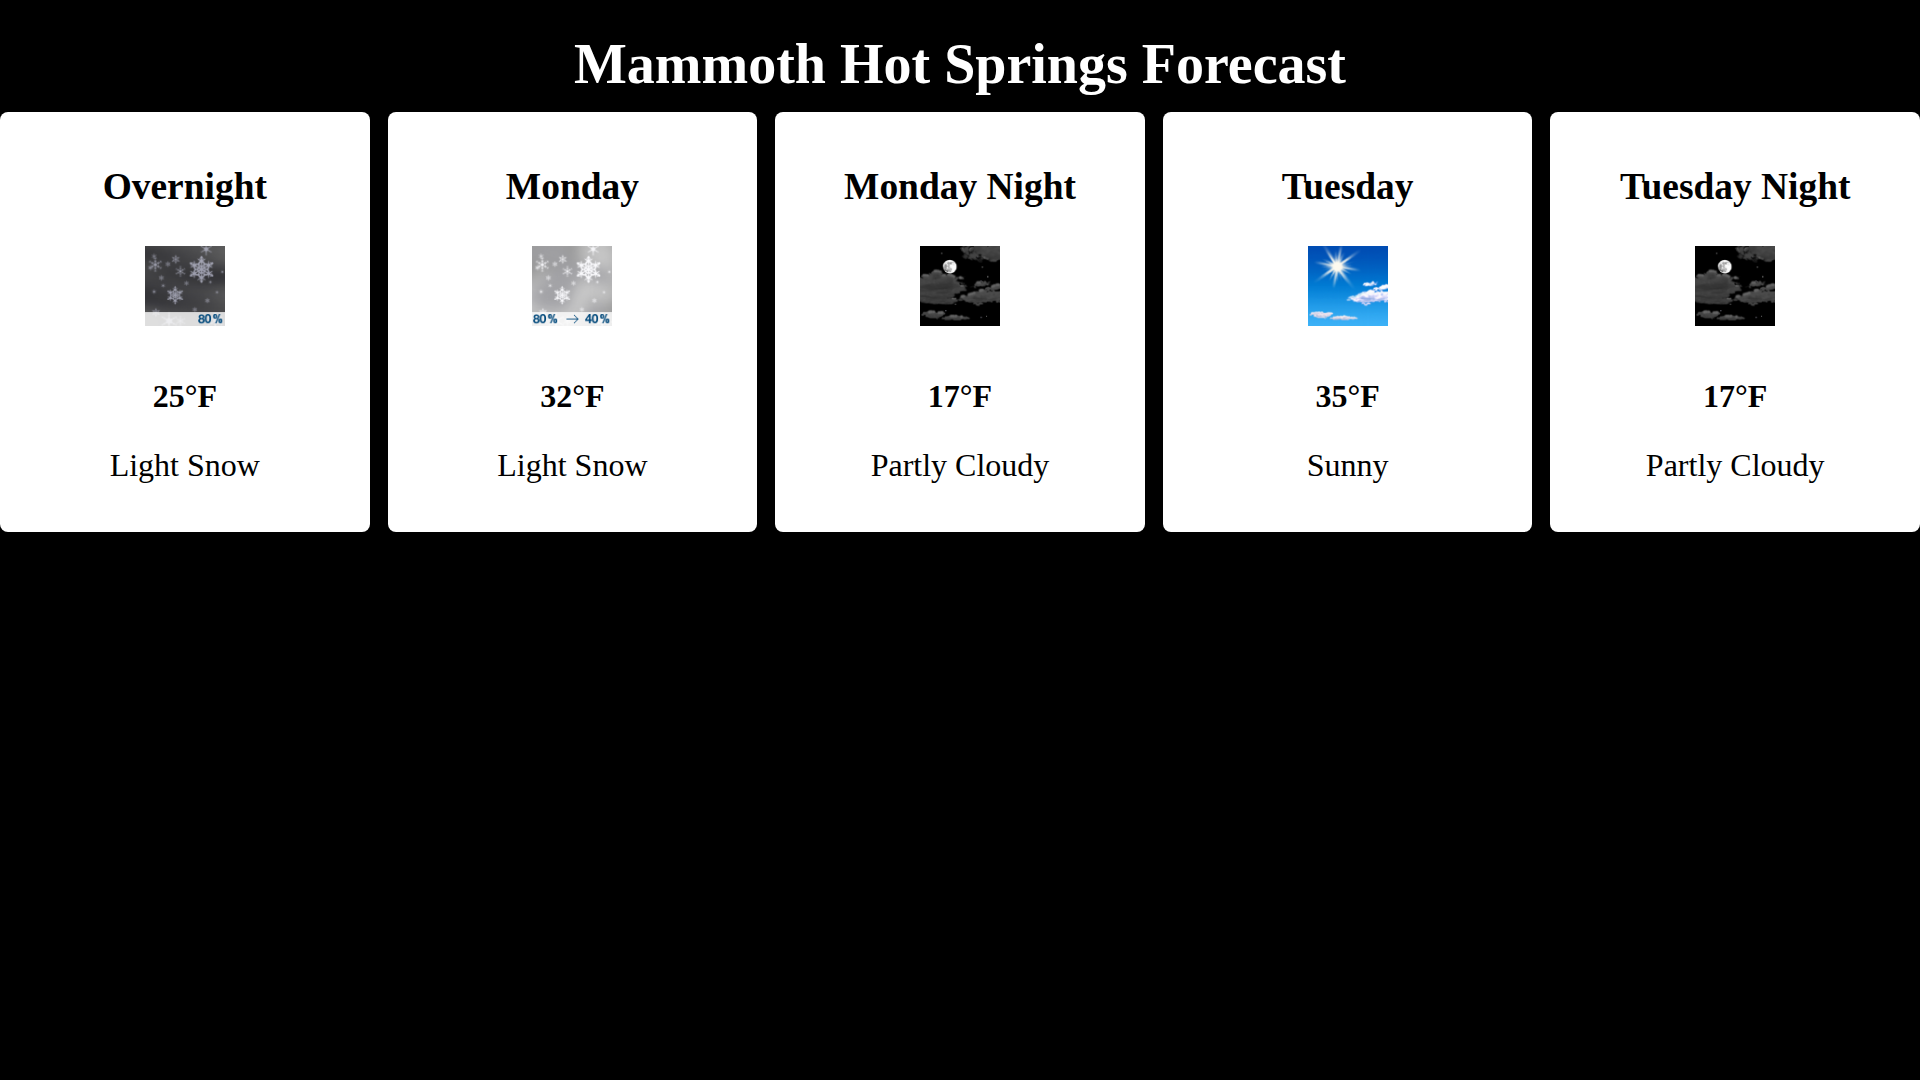 Mammoth Hot Springs Forecast
Overnight
80%
25°F
Light Snow
Monday
80% → 40%
32°F
Light Snow
Monday Night
17°F
Partly Cloudy
Tuesday
35°F
Sunny
Tuesday Night
17°F
Partly Cloudy